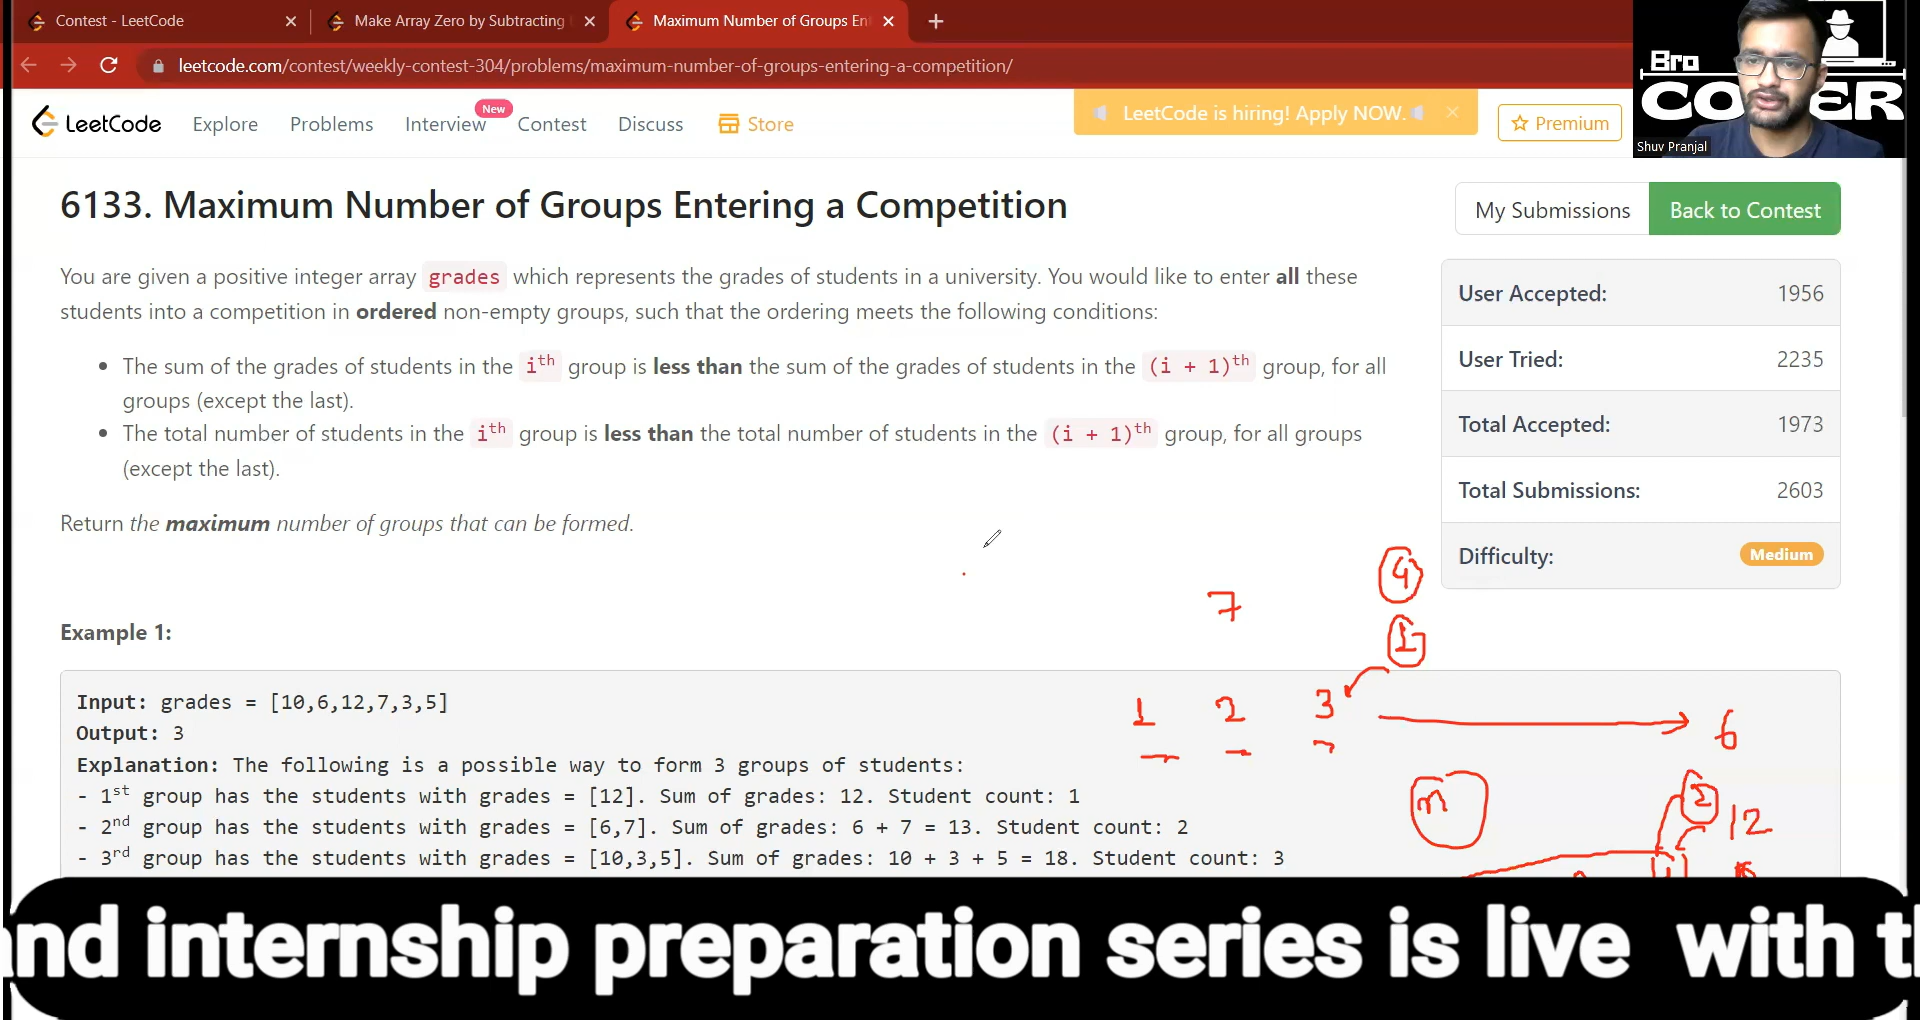 Contest - LeetCode
Make Array Zero by Subtracting
Maximum Number of Groups En
leetcode.com/contest/weekly-contest-304/problems/maximum-number-of-groups-entering-a-competition/
Bro
CODER
Shuv Pranjal
LeetCode
Explore
Problems
Interview
New
Contest
Discuss
Store
LeetCode is hiring! Apply NOW.
Premium
6133. Maximum Number of Groups Entering a Competition
My Submissions
Back to Contest
You are given a positive integer array grades which represents the grades of students in a university. You would like to enter all these
students into a competition in ordered non-empty groups, such that the ordering meets the following conditions:
• The sum of the grades of students in the iᵗʰ group is less than the sum of the grades of students in the (i + 1)ᵗʰ group, for all
groups (except the last).
• The total number of students in the iᵗʰ group is less than the total number of students in the (i + 1)ᵗʰ group, for all groups
(except the last).
Return the maximum number of groups that can be formed.
User Accepted: 1956
User Tried: 2235
Total Accepted: 1973
Total Submissions: 2603
Difficulty: Medium
4
7
1
Example 1:
Input: grades = [10,6,12,7,3,5]
Output: 3
Explanation: The following is a possible way to form 3 groups of students:
- 1ˢᵗ group has the students with grades = [12]. Sum of grades: 12. Student count: 1
- 2ⁿᵈ group has the students with grades = [6,7]. Sum of grades: 6 + 7 = 13. Student count: 2
- 3ʳᵈ group has the students with grades = [10,3,5]. Sum of grades: 10 + 3 + 5 = 18. Student count: 3
1 2 3
6
m
2
12
and internship preparation series is live with t